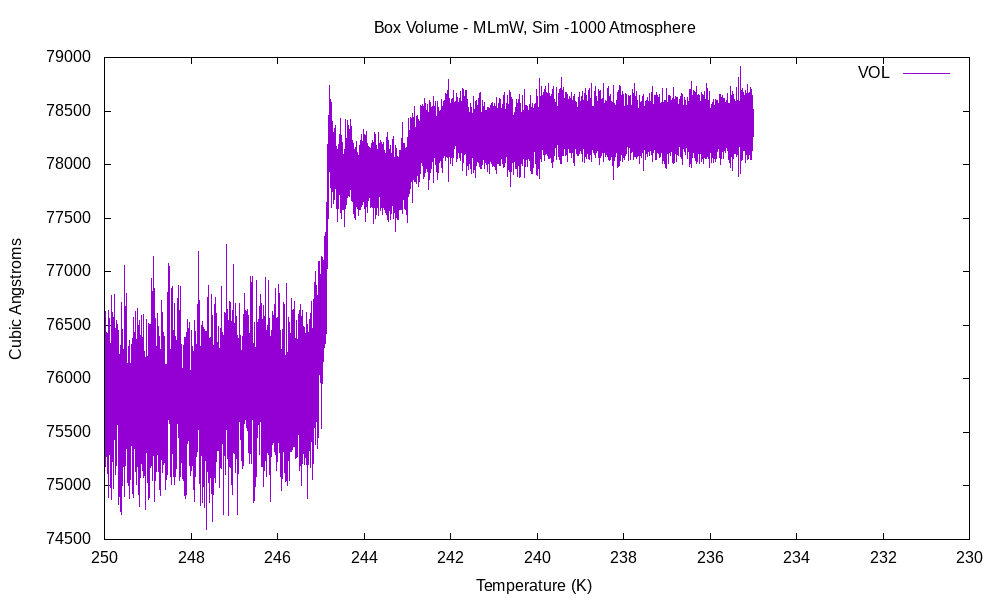 Box Volume - MLmW, Sim -1000 Atmosphere
VOL
79000
78500
78000
77500
77000
76500
76000
75500
75000
74500
Cubic Angstroms
250 248 246 244 242 240 238 236 234 232 230
Temperature (K)